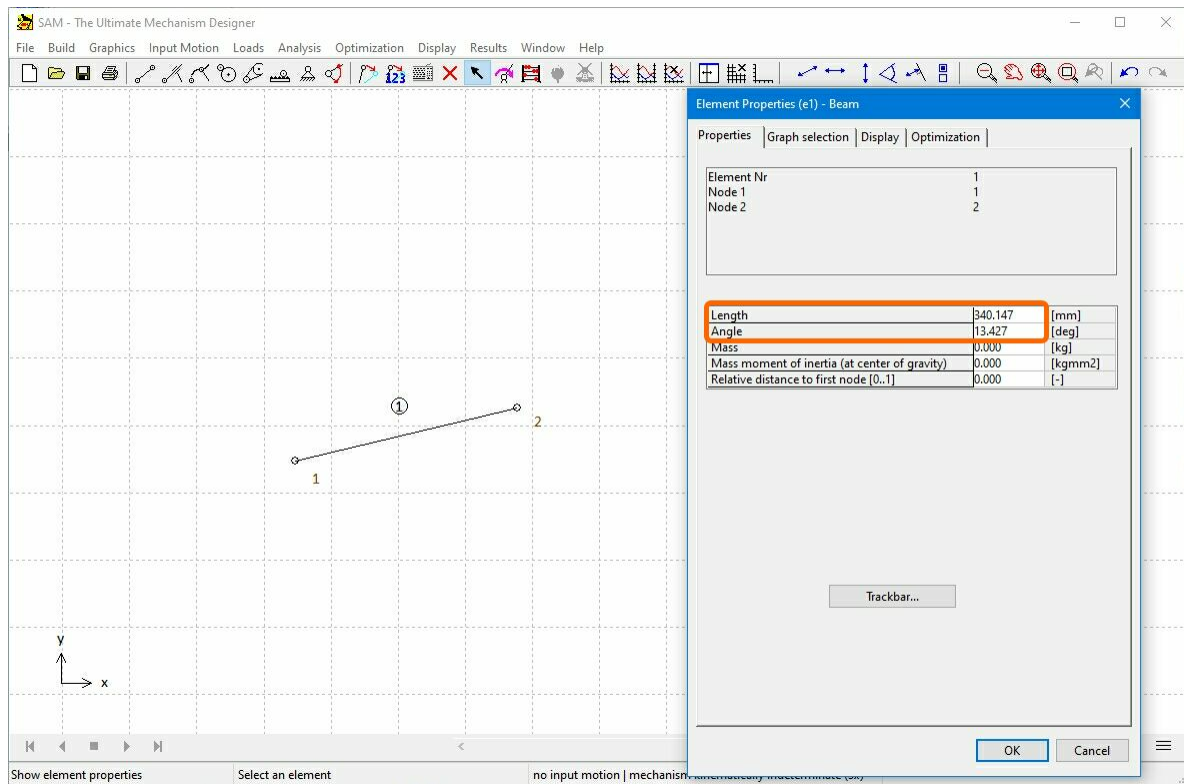 SAM - The Ultimate Mechanism Designer
File Build Graphics Input Motion Loads Analysis Optimization Display Results Window Help
123
Element Properties (e1) - Beam
Properties Graph selection Display Optimization
Element Nr 1
Node 1 1
Node 2 2
Length 340.147 [mm]
Angle 13.427 [deg]
Mass 0.000 [kg]
Mass moment of inertia (at center of gravity) 0.000 [kgmm2]
Relative distance to first node [0..1] 0.000 [-]
1
2
1
Trackbar...
y
x
OK Cancel
Show element properties Select an element no input motion | mechanism kinematically indeterminate (3x)